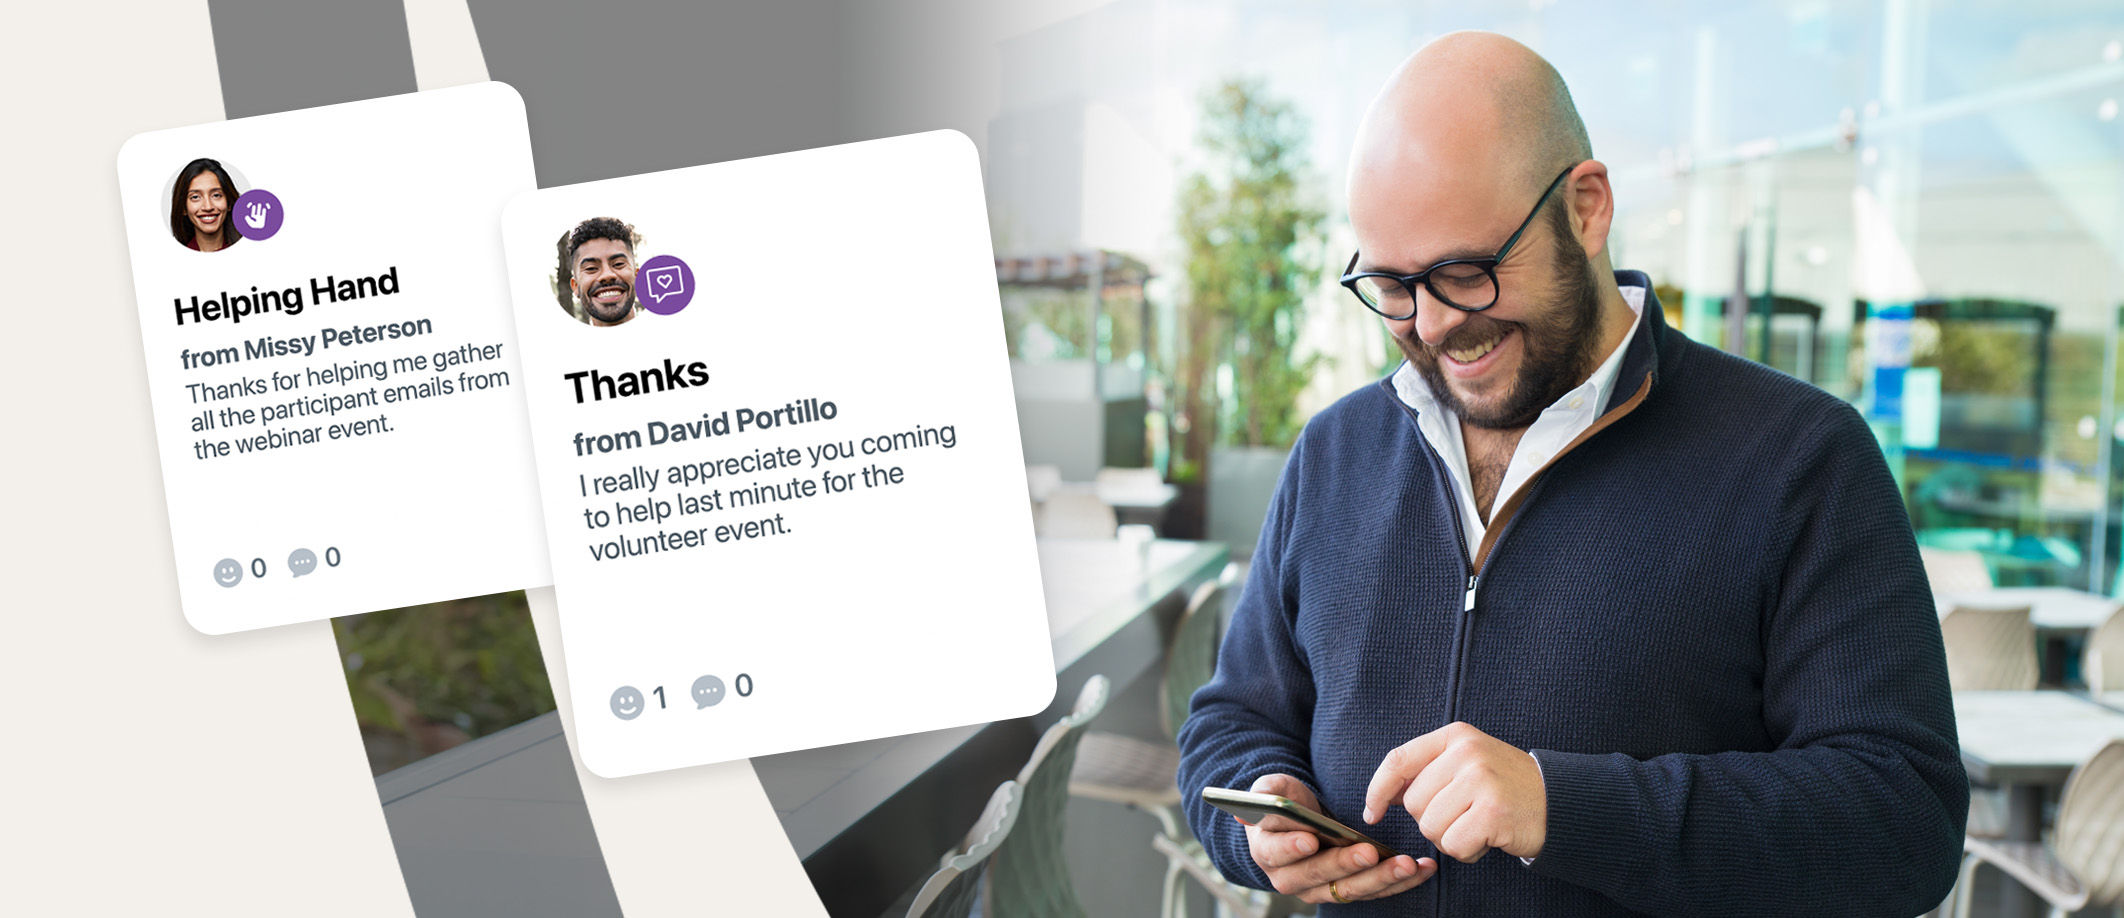 Helping Hand
from Missy Peterson
Thanks for helping me gather
all the participant emails from
the webinar event.
0 0
Thanks
from David Portillo
I really appreciate you coming
to help last minute for the
volunteer event.
1 0